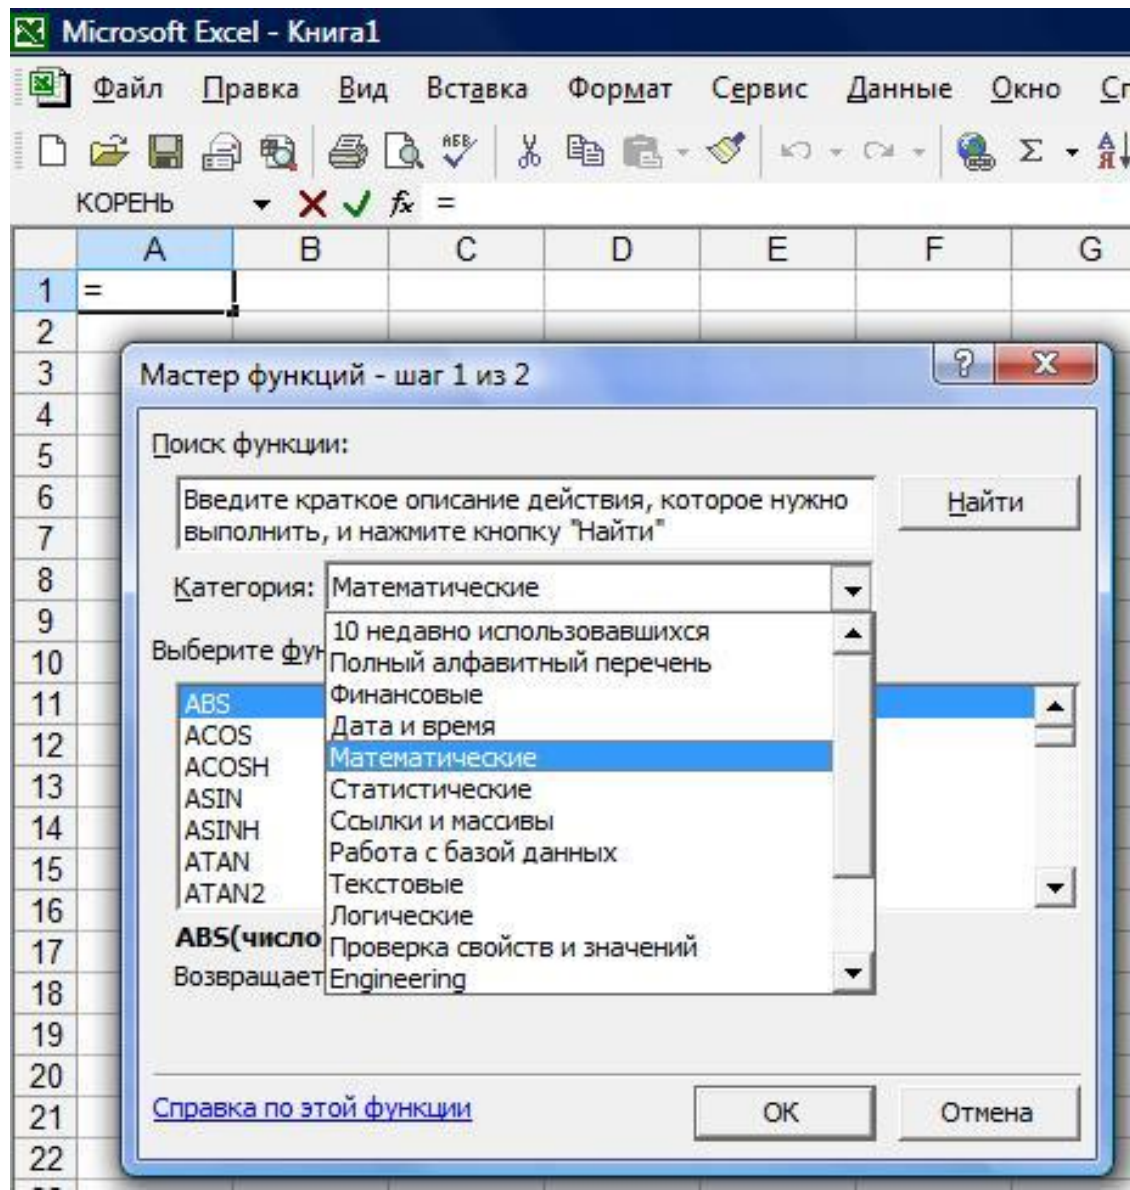 Microsoft Excel - Книга1
Файл Правка Вид Вставка Формат Сервис Данные Окно
КОРЕНЬ fx =
A B C D E F G
1 =
2
3 Мастер функций - шаг 1 из 2
4
5 Поиск функции:
6 Введите краткое описание действия, которое нужно Найти
7 выполнить, и нажмите кнопку "Найти"
8 Категория: Математические
9 10 недавно использовавшихся
10 Выберите Полный алфавитный перечень
11 ABS Финансовые
12 ACOS Дата и время
ACOSH Математические
13 ASIN Статистические
14 ASINH Ссылки и массивы
15 ATAN Работа с базой данных
16 ATAN2 Текстовые
Логические
17 ABS(число Проверка свойств и значений
18 Возвращает Engineering
19
20
21 Справка по этой функции OK Отмена
22